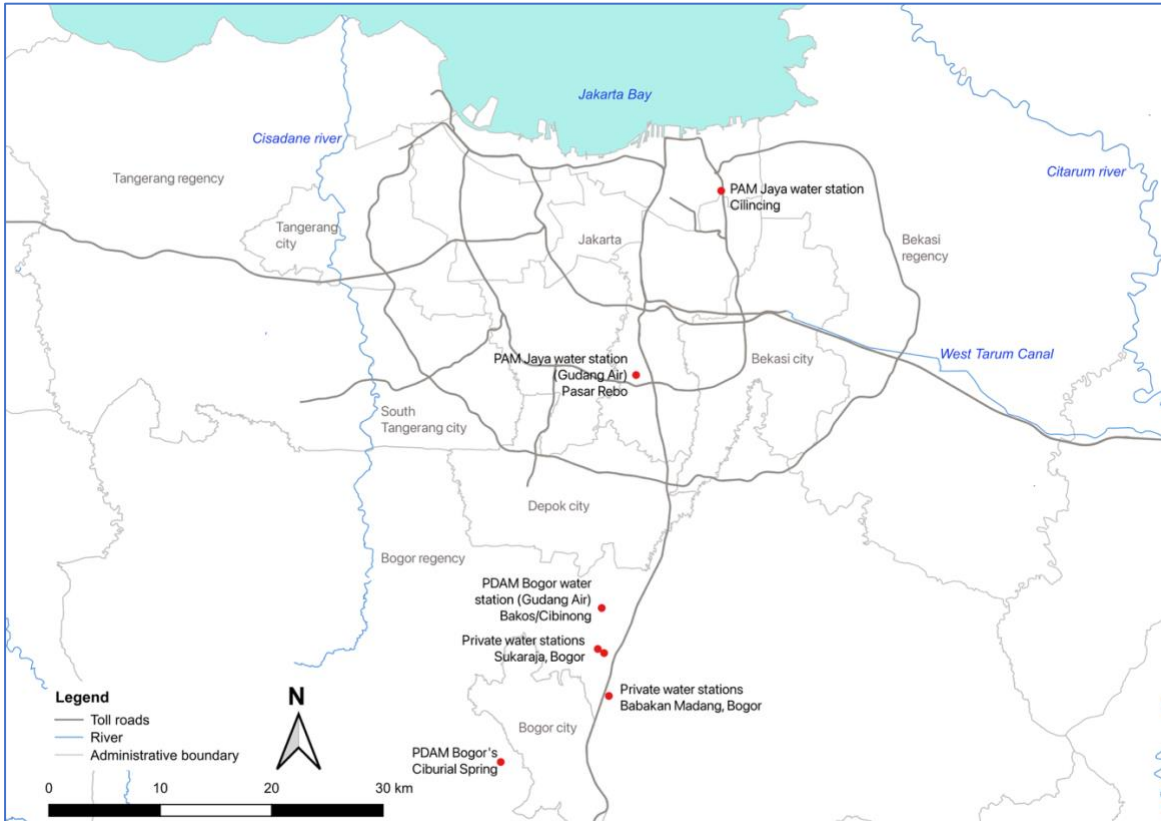 Jakarta Bay
Cisadane river
Citarum river
Tangerang regency
PAM Jaya water station
Cilincing
Tangerang
city
Jakarta
Bekasi
regency
West Tarum Canal
PAM Jaya water station
(Gudang Air)
Pasar Rebo
Bekasi city
South
Tangerang city
Depok city
Bogor regency
PDAM Bogor water
station (Gudang Air)
Bakos/Cibinong
Private water stations
Sukaraja, Bogor
Private water stations
Babakan Madang, Bogor
Bogor city
PDAM Bogor's
Ciburial Spring
Legend
Toll roads
River
Administrative boundary
N
0 10 20 30 km